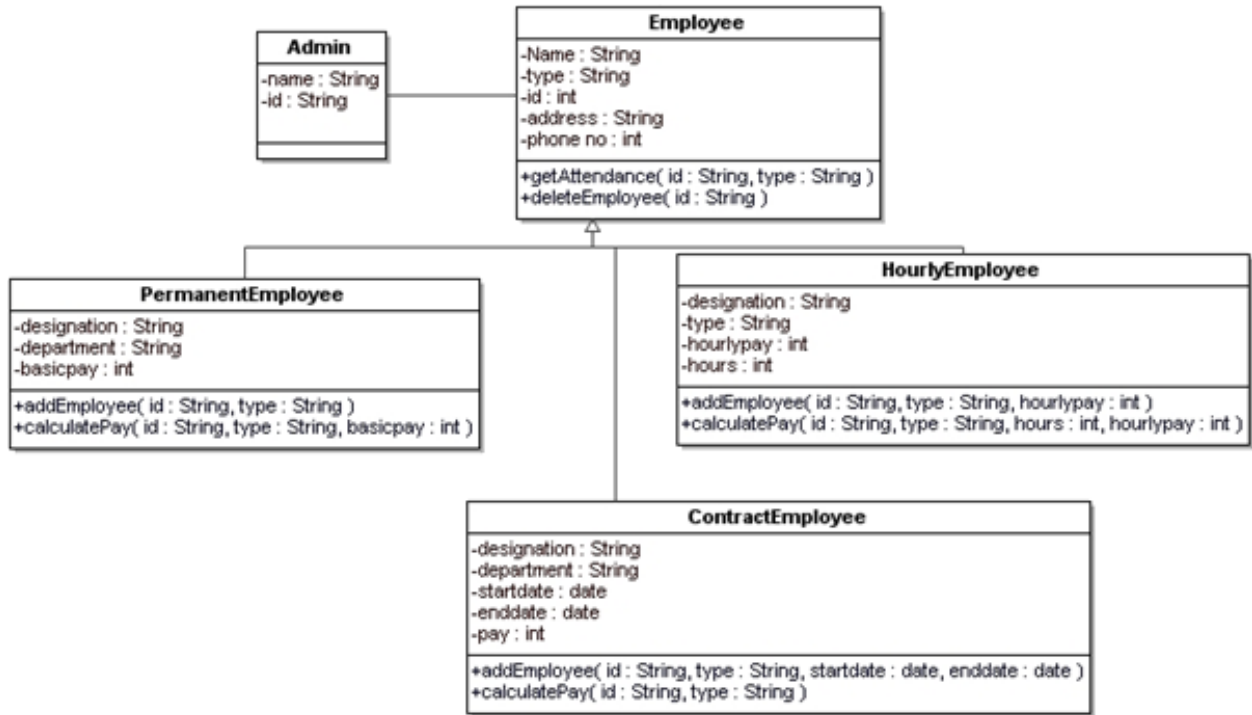 Admin
-name : String
-id : String
Employee
-Name : String
-type : String
-id : int
-address : String
-phone no : int
+getAttendance( id : String, type : String )
+deleteEmployee( id : String )
PermanentEmployee
-designation : String
-department : String
-basicpay : int
+addEmployee( id : String, type : String )
+calculatePay( id : String, type : String, basicpay : int )
HourlyEmployee
-designation : String
-type : String
-hourlypay : int
-hours : int
+addEmployee( id : String, type : String, hourlypay : int )
+calculatePay( id : String, type : String, hours : int, hourlypay : int )
ContractEmployee
-designation : String
-department : String
-startdate : date
-enddate : date
-pay : int
+addEmployee( id : String, type : String, startdate : date, enddate : date )
+calculatePay( id : String, type : String )